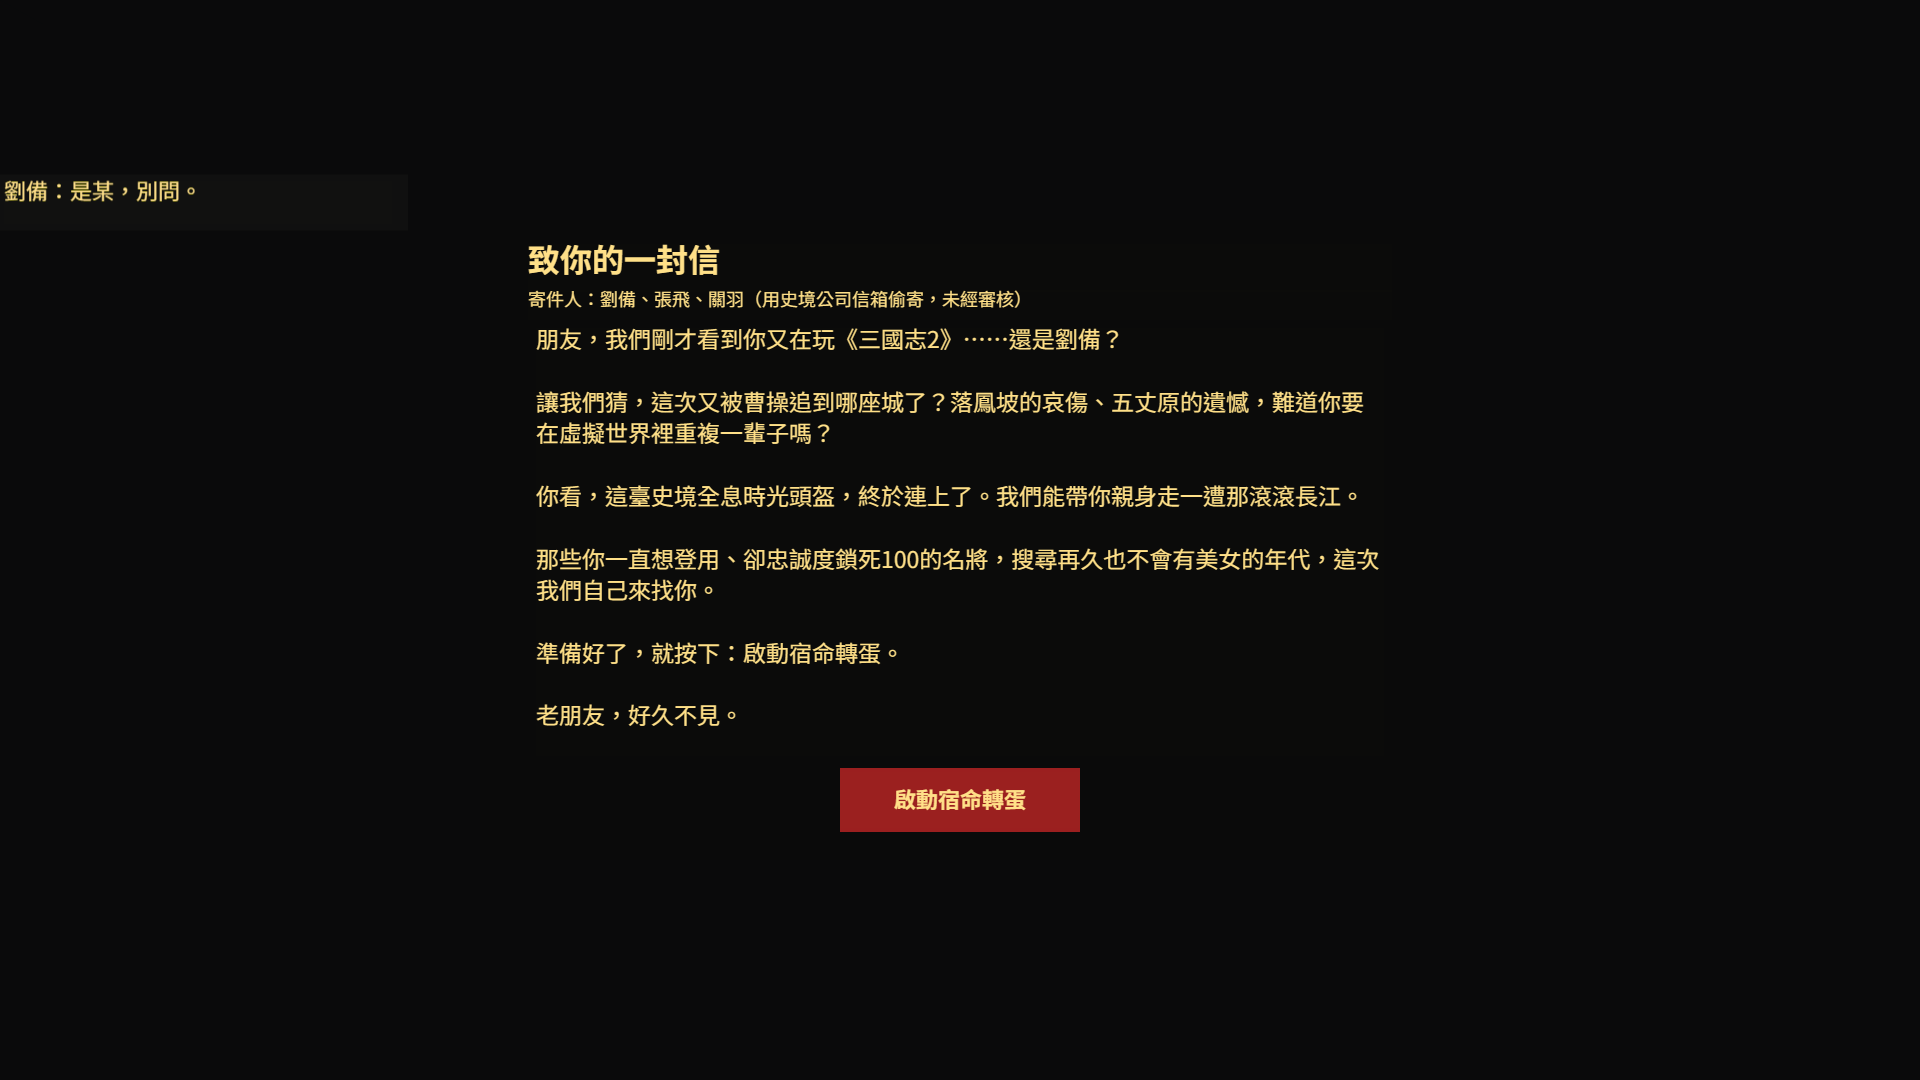 劉備：是某，別問。
致你的一封信
寄件人：劉備、張飛、關羽（用史境公司信箱偷寄，未經審核）
朋友，我們剛才看到你又在玩《三國志2》……還是劉備？
讓我們猜，這次又被曹操追到哪座城了？落鳳坡的哀傷、五丈原的遺憾，難道你要
在虛擬世界裡重複一輩子嗎？
你看，這臺史境全息時光頭盔，終於連上了。我們能帶你親身走一遭那滾滾長江。
那些你一直想登用、卻忠誠度鎖死100的名將，搜尋再久也不會有美女的年代，這次
我們自己來找你。
準備好了，就按下：啟動宿命轉蛋。
老朋友，好久不見。
啟動宿命轉蛋